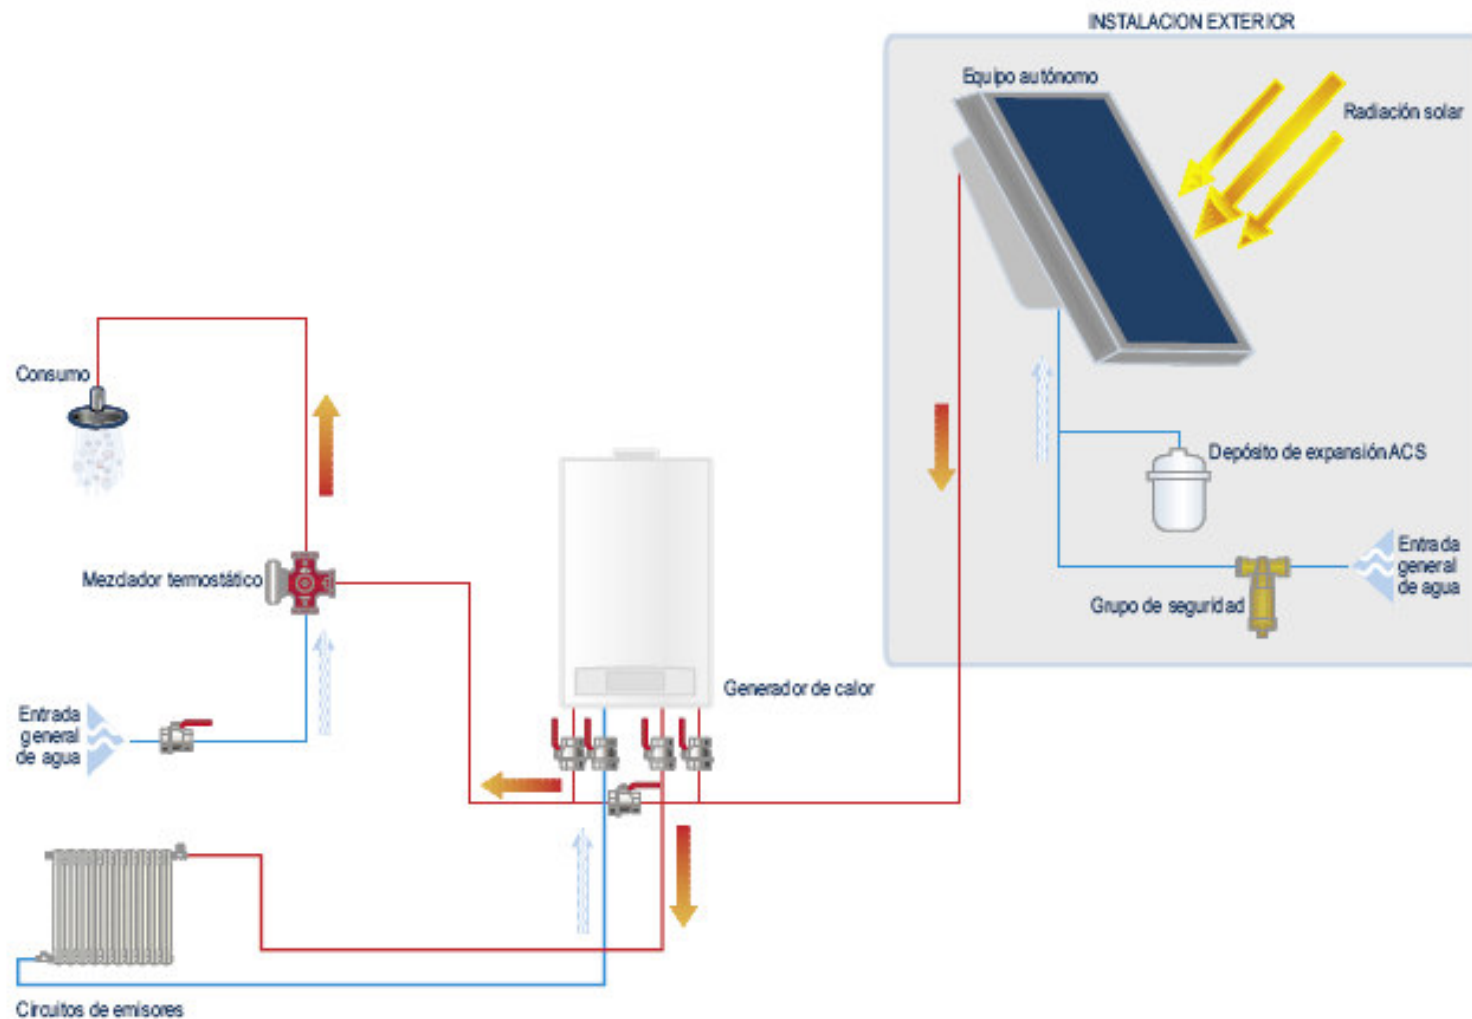 INSTALACION EXTERIOR
Equipo autónomo
Radiación solar
Consumo
Depósito de expansión ACS
Entrada
general
de agua
Mezclador termostático
Grupo de seguridad
Generador de calor
Entrada
general
de agua
Circuitos de emisores